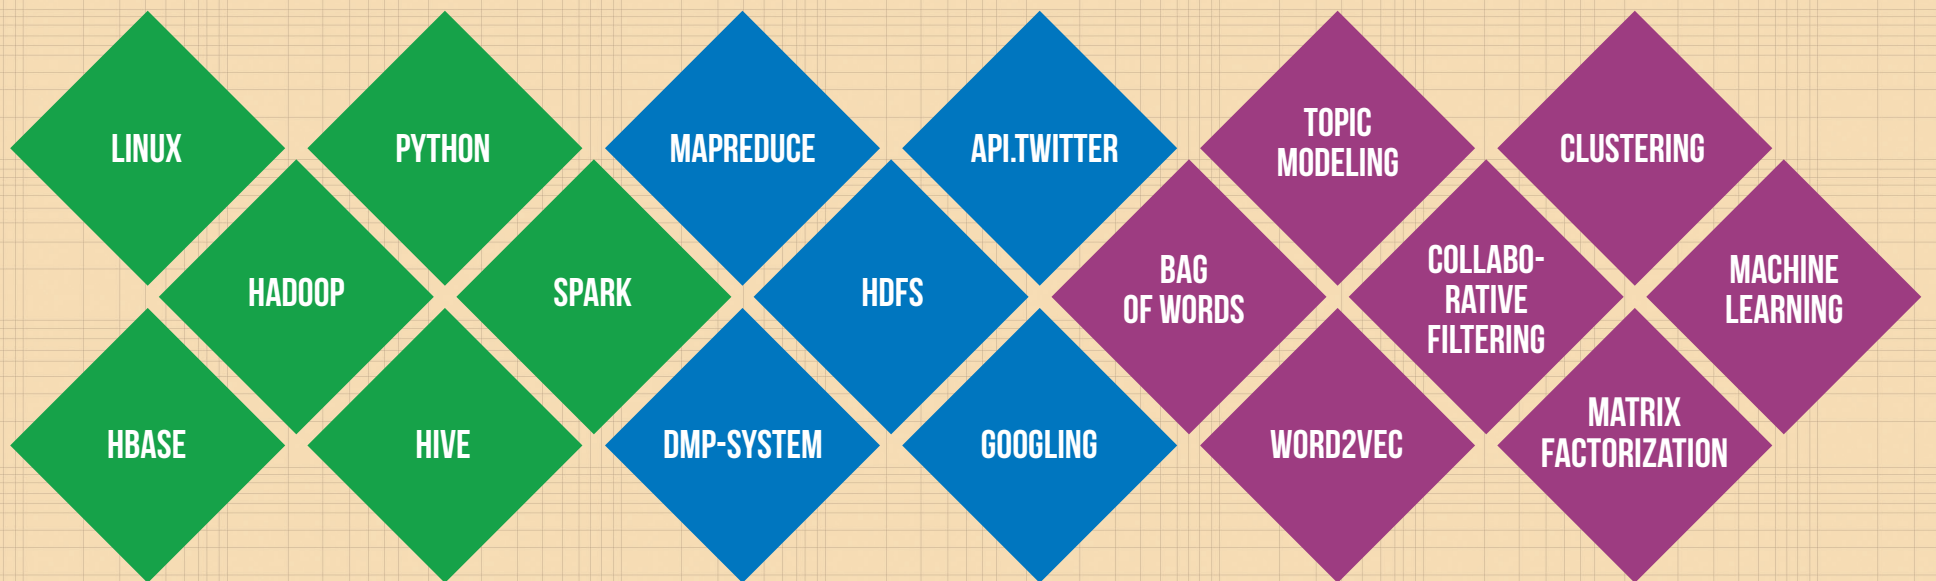 LINUX
PYTHON
MAPREDUCE
API.TWITTER
TOPIC
MODELING
CLUSTERING
HADOOP
SPARK
HDFS
BAG
OF WORDS
COLLABO-
RATIVE
FILTERING
MACHINE
LEARNING
HBASE
HIVE
DMP-SYSTEM
GOOGLING
WORD2VEC
MATRIX
FACTORIZATION